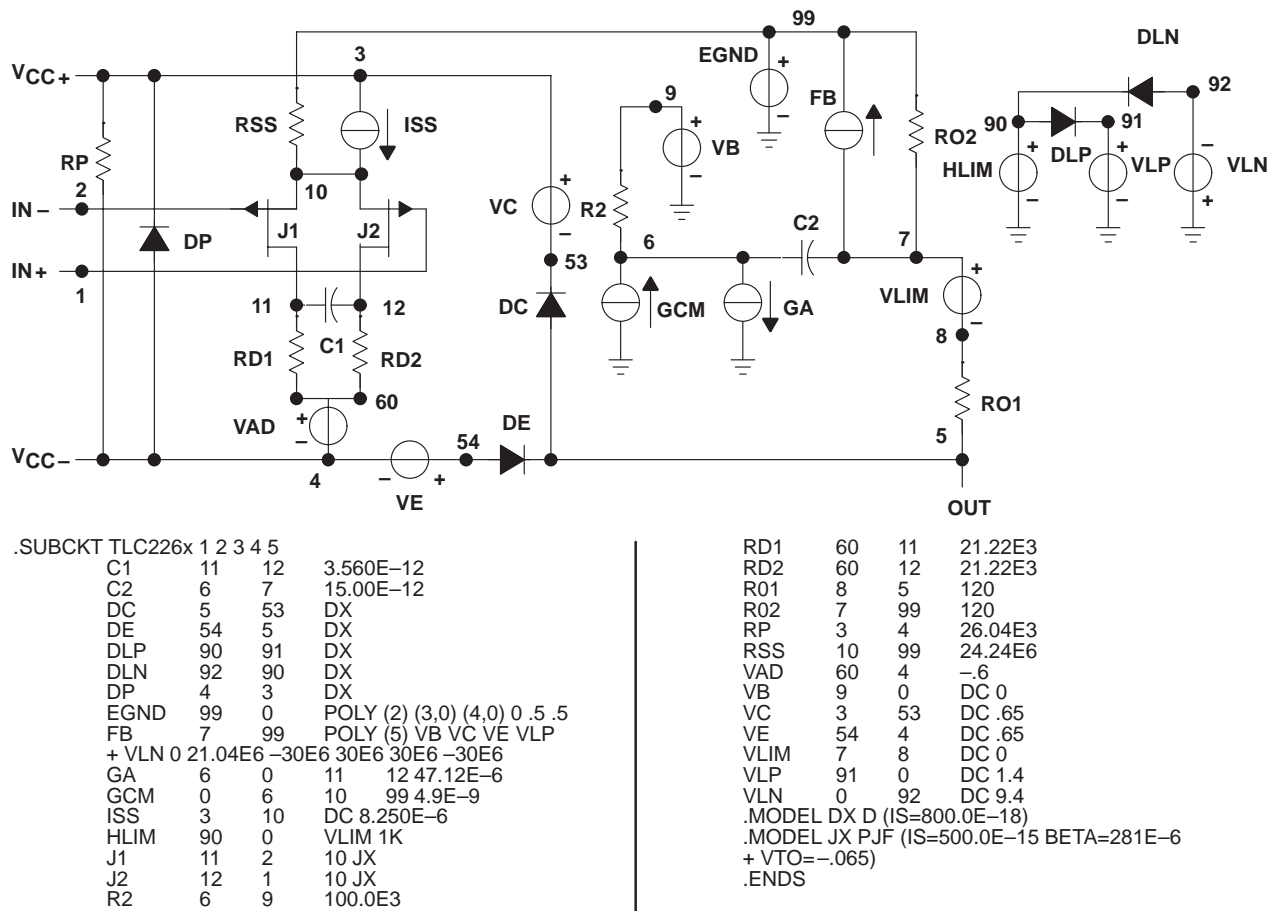 99
3
DLN
VCC+
EGND
9
FB
92
RSS
ISS
VB
RO2
90
91
RP
DLP
HLIM
VLP
VLN
2
10
IN−
VC
R2
J1
J2
C2
DP
6
7
IN+
53
1
GCM
GA
VLIM
11
12
DC
8
C1
RD1
RD2
RO1
60
VAD
DE
54
5
VCC−
4
VE
OUT
.SUBCKT TLC226x 1 2 3 4 5
C1 11 12 3.560E−12
C2 6 7 15.00E−12
DC 5 53 DX
DE 54 5 DX
DLP 90 91 DX
DLN 92 90 DX
DP 4 3 DX
EGND 99 0 POLY (2) (3,0) (4,0) 0 .5 .5
FB 7 99 POLY (5) VB VC VE VLP
+ VLN 0 21.04E6 −30E6 30E6 30E6 −30E6
GA 6 0 11 12 47.12E−6
GCM 0 6 10 99 4.9E−9
ISS 3 10 DC 8.250E−6
HLIM 90 0 VLIM 1K
J1 11 2 10 JX
J2 12 1 10 JX
R2 6 9 100.0E3
RD1 60 11 21.22E3
RD2 60 12 21.22E3
R01 8 5 120
R02 7 99 120
RP 3 4 26.04E3
RSS 10 99 24.24E6
VAD 60 4 −.6
VB 9 0 DC 0
VC 3 53 DC .65
VE 54 4 DC .65
VLIM 7 8 DC 0
VLP 91 0 DC 1.4
VLN 0 92 DC 9.4
.MODEL DX D (IS=800.0E−18)
.MODEL JX PJF (IS=500.0E−15 BETA=281E−6
+ VTO=−.065)
.ENDS